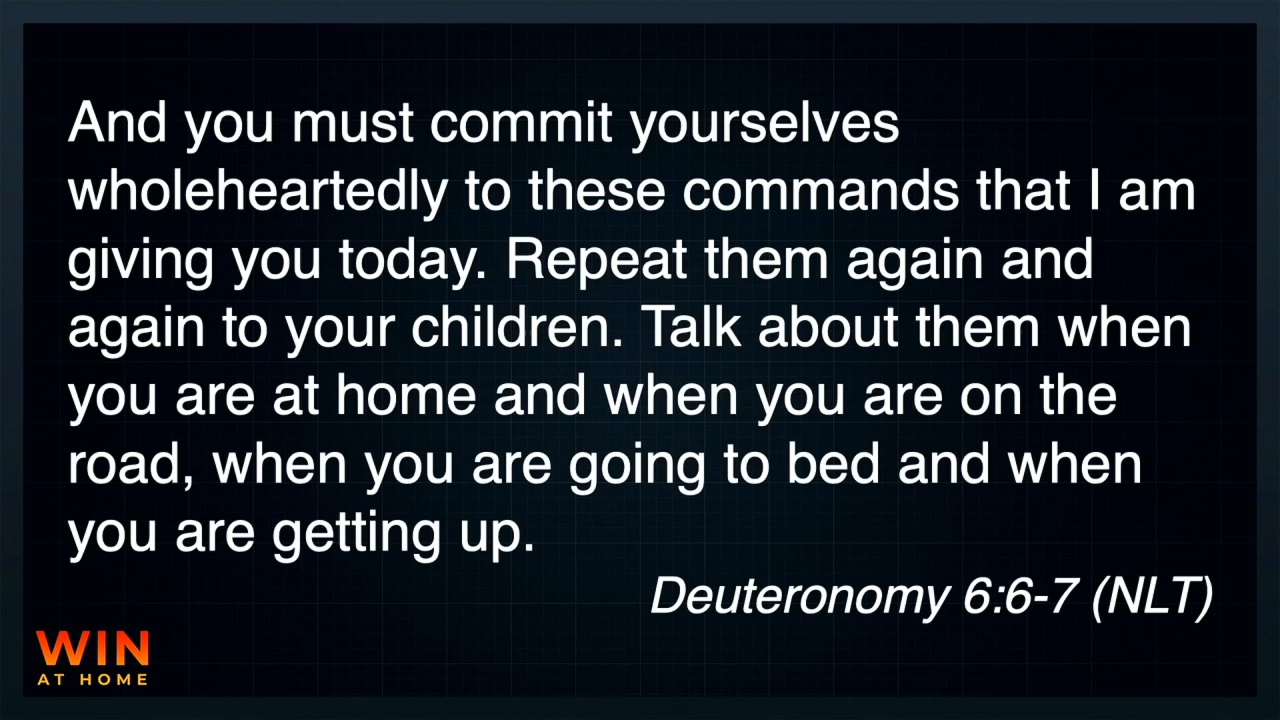 And you must commit yourselves
wholeheartedly to these commands that I am
giving you today. Repeat them again and
again to your children. Talk about them when
you are at home and when you are on the
road, when you are going to bed and when
you are getting up.
Deuteronomy 6:6-7 (NLT)
WIN
AT HOME